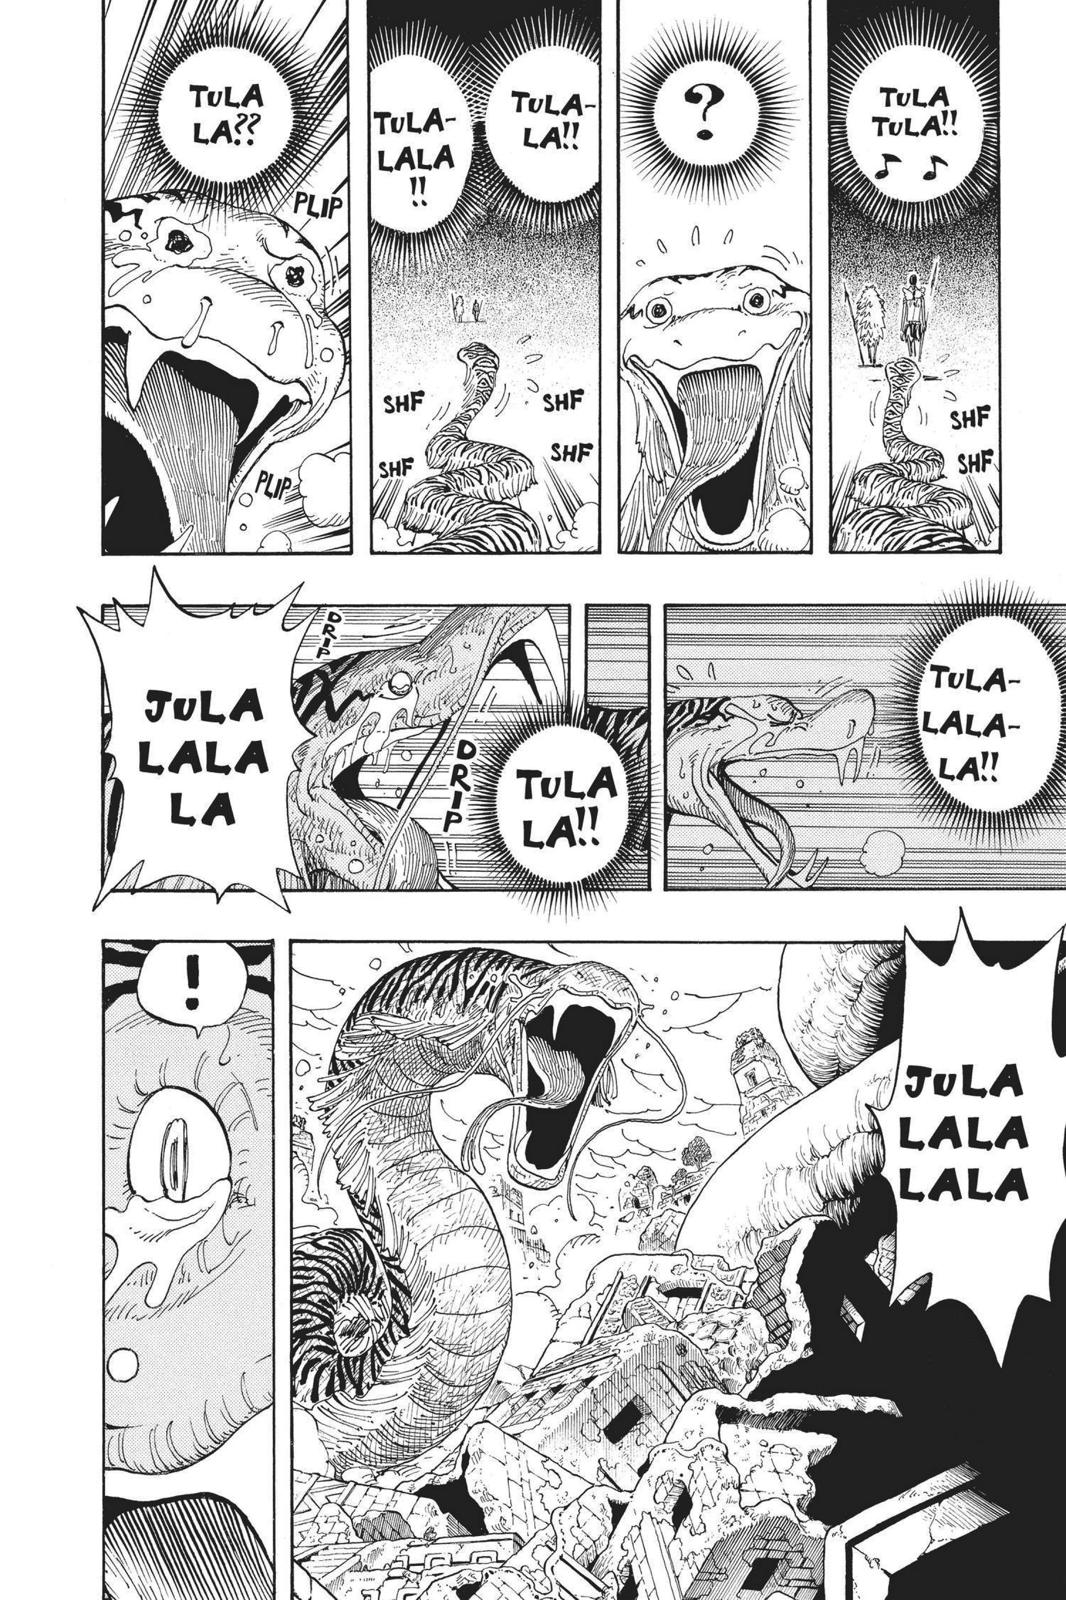 TULA
TULA!!
♪ ♪
SHF
SHF
?
TULA-
LA!!
TULA-
LALA
!!
SHF
SHF
SHF
SHF
TULA
LA??
PLIP
PLIP
TULA-
LALA-
LA!!
TULA
LA!!
DRIP
DRIP
JULA
LALA
LA
JULA
LALA
LALA
!